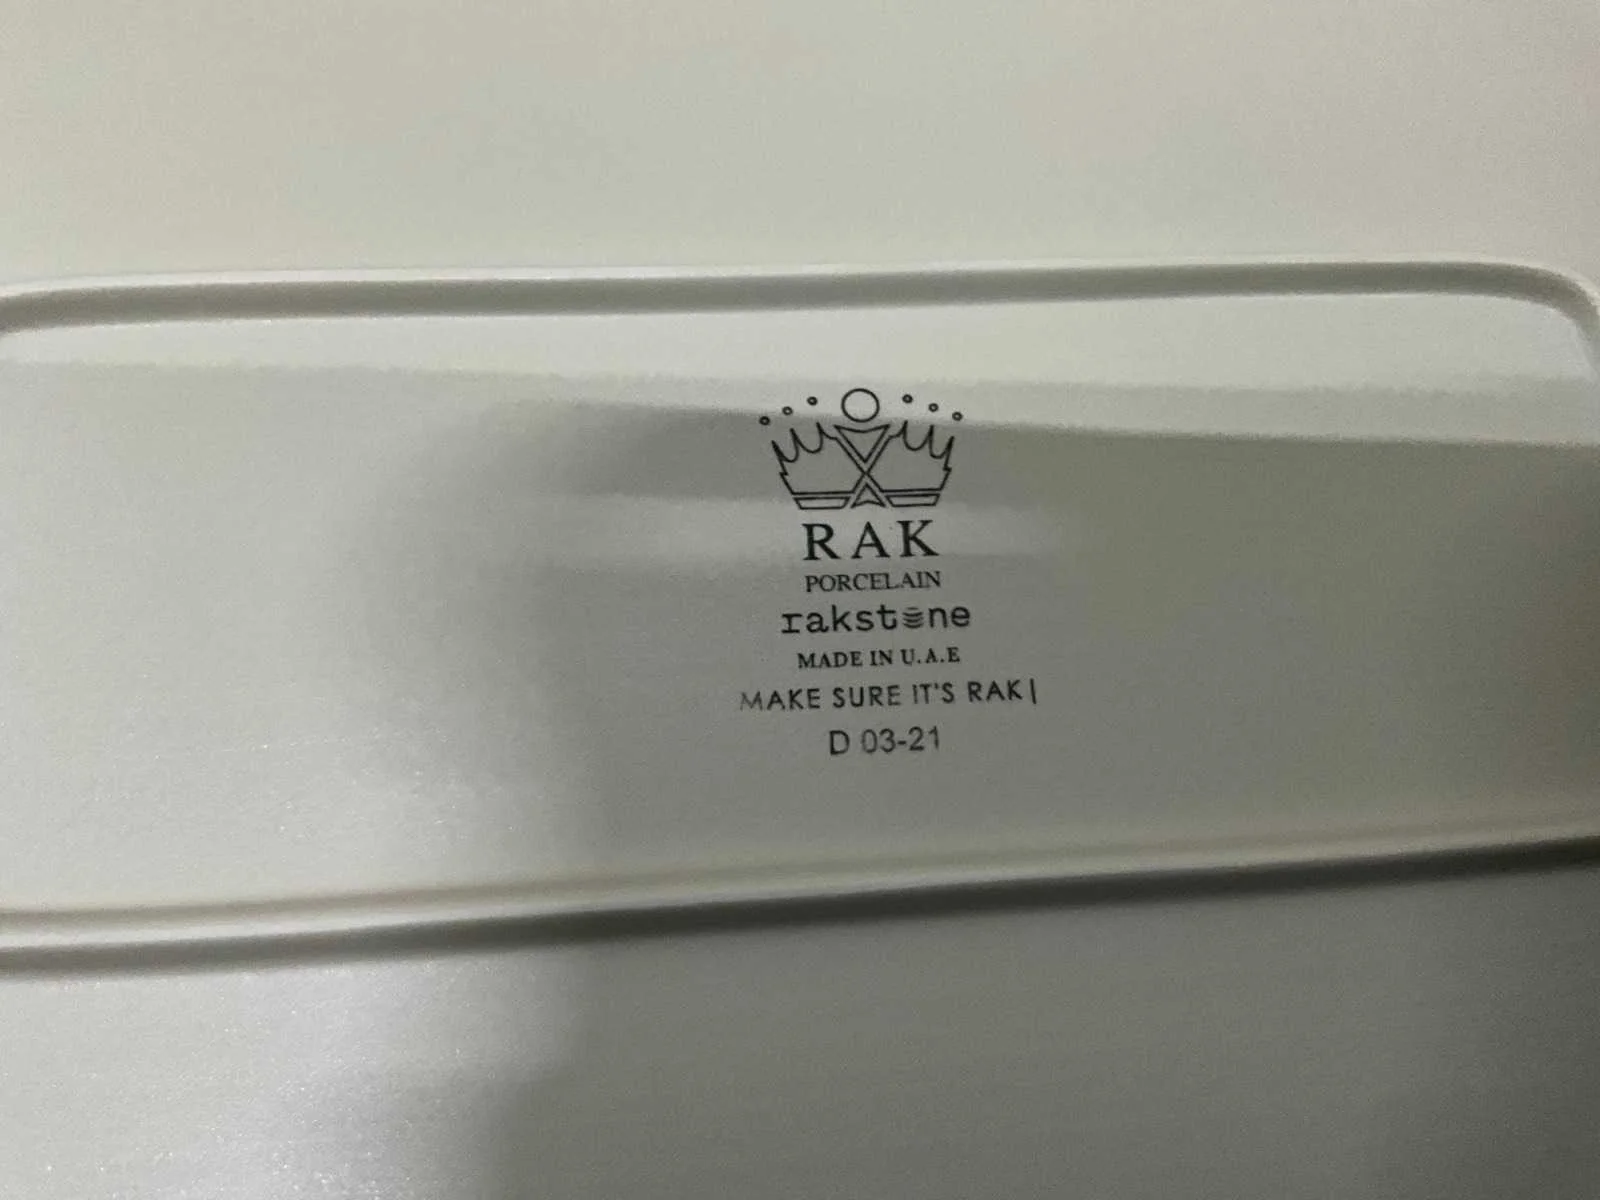 RAK
PORCELAIN
rakstone
MADE IN U.A.E
MAKE SURE IT'S RAK|
D 03-21